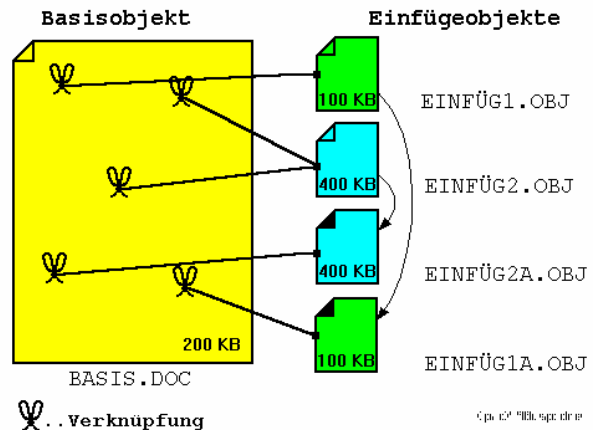 Basisobjekt
Einfügeobjekte
100 KB
EINFÜG1.OBJ
400 KB
EINFÜG2.OBJ
400 KB
EINFÜG2A.OBJ
200 KB
100 KB
EINFÜG1A.OBJ
BASIS.DOC
..Verknüpfung